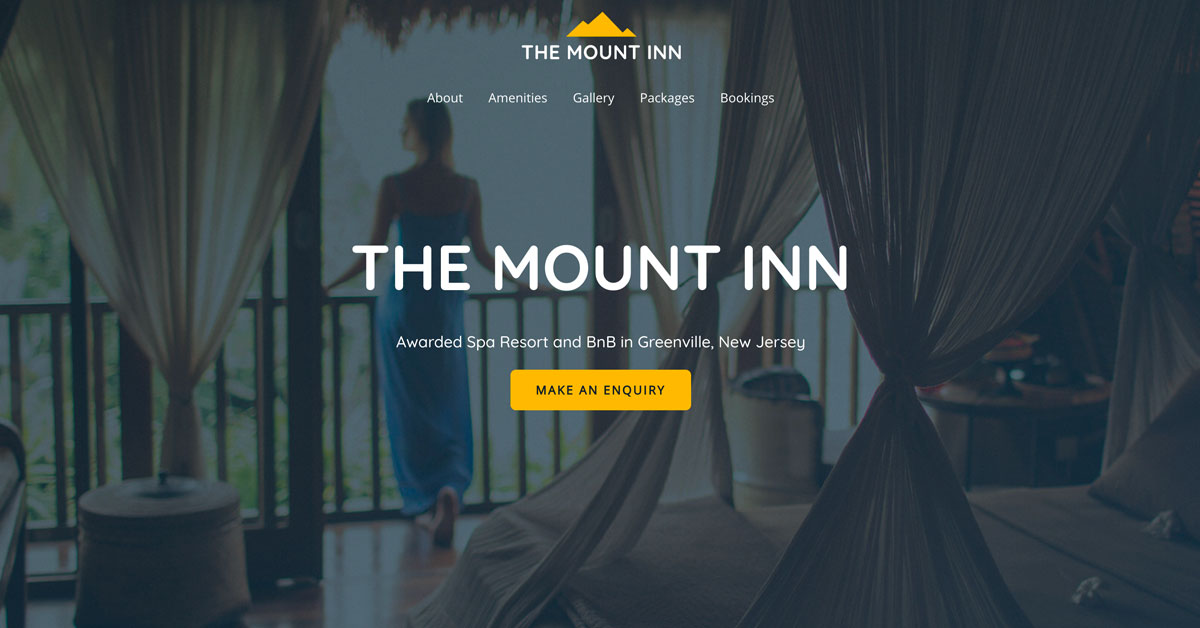 THE MOUNT INN
About Amenities Gallery Packages Bookings
THE MOUNT INN
Awarded Spa Resort and BnB in Greenville, New Jersey
MAKE AN ENQUIRY